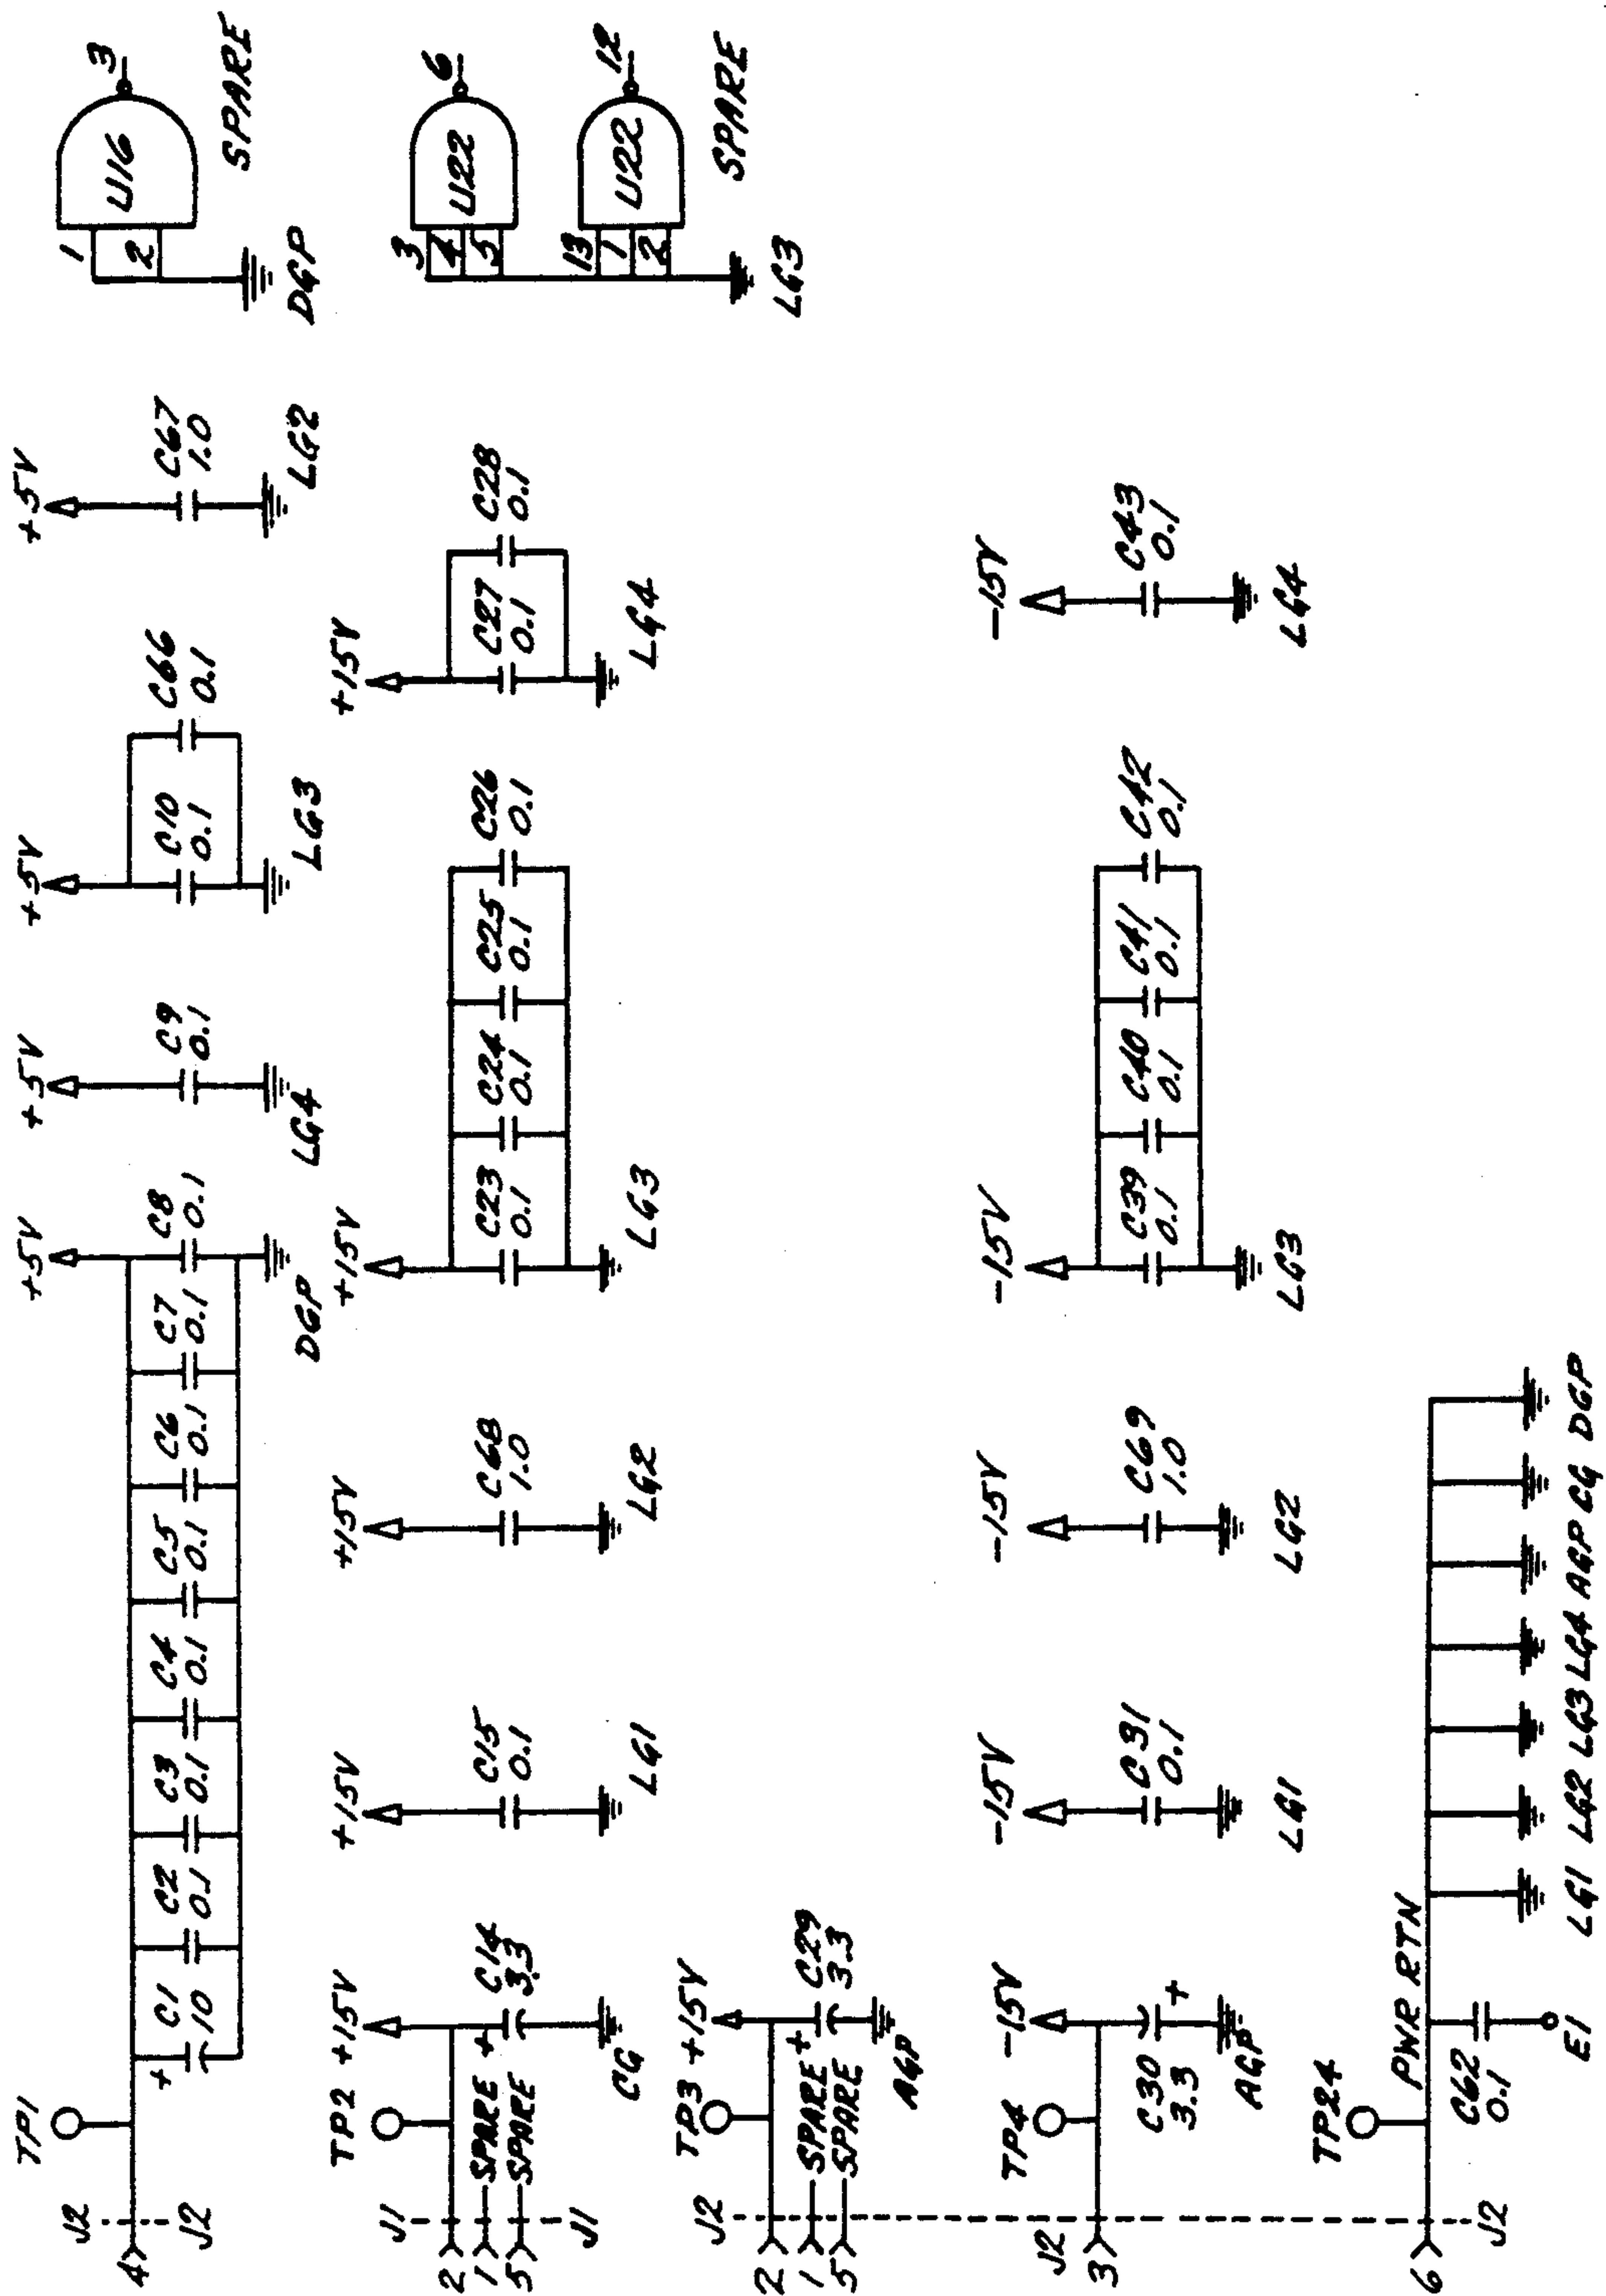 TP1
J2
4
J2
+
C1
10
C2
0.1
C3
0.1
C4
0.1
C5
0.1
C6
0.1
C7
0.1
C8
0.1
+5V
DGP
+5V
C9
0.1
LG4
+5V
C10
0.1
C66
0.1
LG3
+5V
C67
1.0
LG2
1
2
U16
3
DGP
SPARE
TP2
+15V
J1
2
1
SPARE
5
SPARE
J1
+
C14
3.3
CG
+15V
C15
0.1
LG1
+15V
C68
1.0
LG2
+15V
C23
0.1
C24
0.1
C25
0.1
C26
0.1
LG3
+15V
C27
0.1
C28
0.1
LG4
3
4
5
U22
6
13
1
2
U22
12
LG3
SPARE
TP3
+15V
J2
2
1
SPARE
5
SPARE
+
C29
3.3
AGP
TP4
-15V
J2
3
C30
3.3
+
AGP
-15V
C31
0.1
LG1
-15V
C69
1.0
LG2
-15V
C39
0.1
C40
0.1
C41
0.1
C42
0.1
LG3
-15V
C43
0.1
LG4
TP24
PWR RTN
6
J2
C62
0.1
E1
LG1 LG2 LG3 LG4 AGP CG DGP